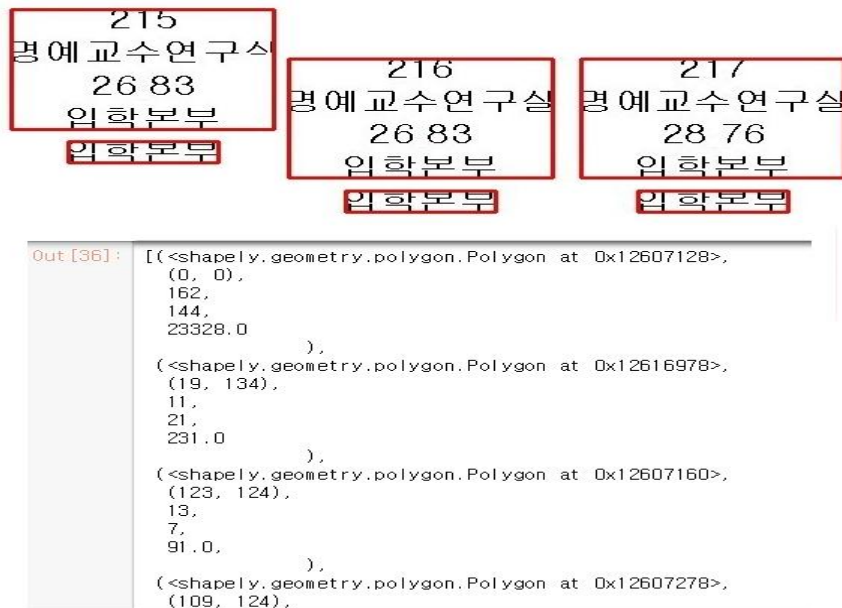 215
명예교수연구실
26 83
입학본부
입학본부
216
명예교수연구실
26 83
입학본부
입학본부
217
명예교수연구실
28 76
입학본부
입학본부
Out[36]: [(<shapely.geometry.polygon.Polygon at 0x12607128>,
(0, 0),
162,
144,
23328.0
),
(<shapely.geometry.polygon.Polygon at 0x12616978>,
(19, 134),
11,
21,
231.0
),
(<shapely.geometry.polygon.Polygon at 0x12607160>,
(123, 124),
13,
7,
91.0,
),
(<shapely.geometry.polygon.Polygon at 0x12607278>,
(109, 124),